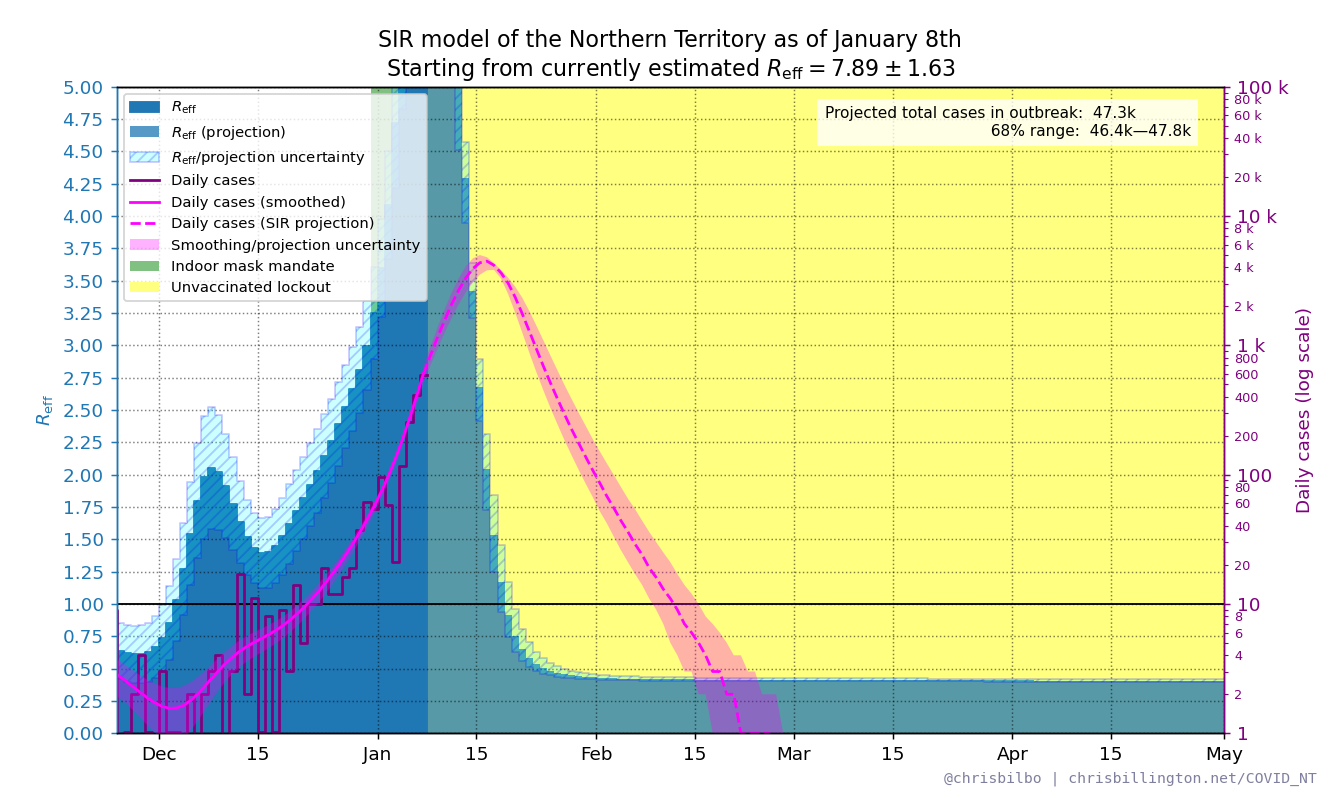 SIR model of the Northern Territory as of January 8th
Starting from currently estimated R_eff = 7.89 ± 1.63
R_eff
R_eff (projection)
R_eff/projection uncertainty
Daily cases
Daily cases (smoothed)
Daily cases (SIR projection)
Smoothing/projection uncertainty
Indoor mask mandate
Unvaccinated lockout
Projected total cases in outbreak: 47.3k
68% range: 46.4k—47.8k
R_eff
5.00
4.75
4.50
4.25
4.00
3.75
3.50
3.25
3.00
2.75
2.50
2.25
2.00
1.75
1.50
1.25
1.00
0.75
0.50
0.25
0.00
Dec 15 Jan 15 Feb 15 Mar 15 Apr 15 May
100 k
80 k
60 k
40 k
20 k
10 k
8 k
6 k
4 k
2 k
1 k
800
600
400
200
100
80
60
40
20
10
8
6
4
2
1
Daily cases (log scale)
@chrisbilbo | chrisbillington.net/COVID_NT